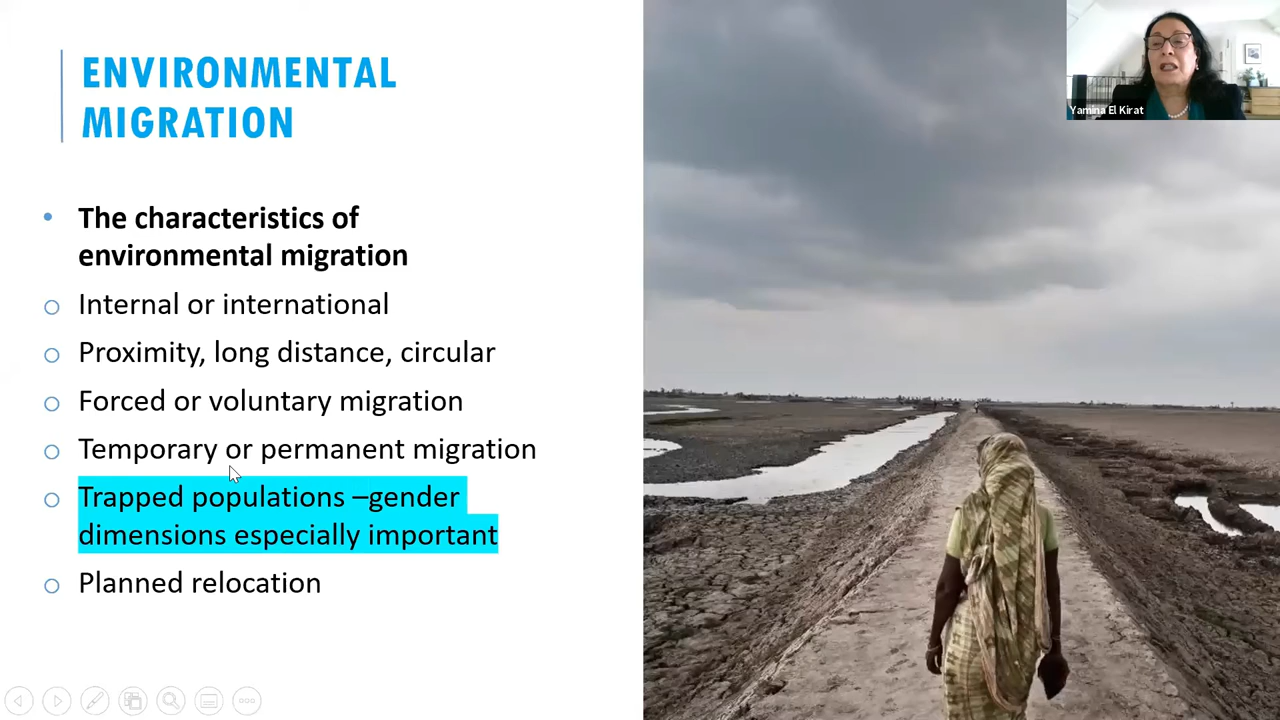 ENVIRONMENTAL
MIGRATION
• The characteristics of
environmental migration
o Internal or international
o Proximity, long distance, circular
o Forced or voluntary migration
o Temporary or permanent migration
o Trapped populations –gender
dimensions especially important
o Planned relocation
Yamina El Kirat